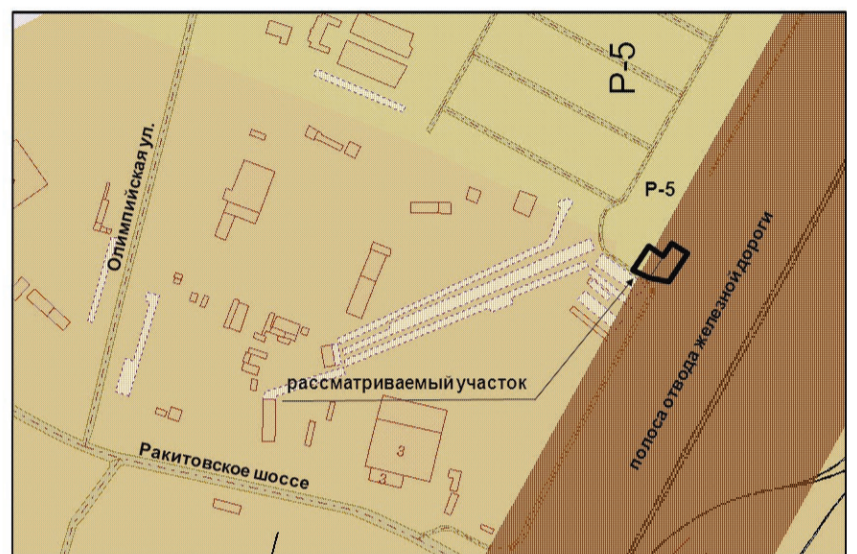 Р-5
Олимпийская ул.
Р-5
полоса отвода железной дороги
рассматриваемый участок
3
3
Ракитовское шоссе